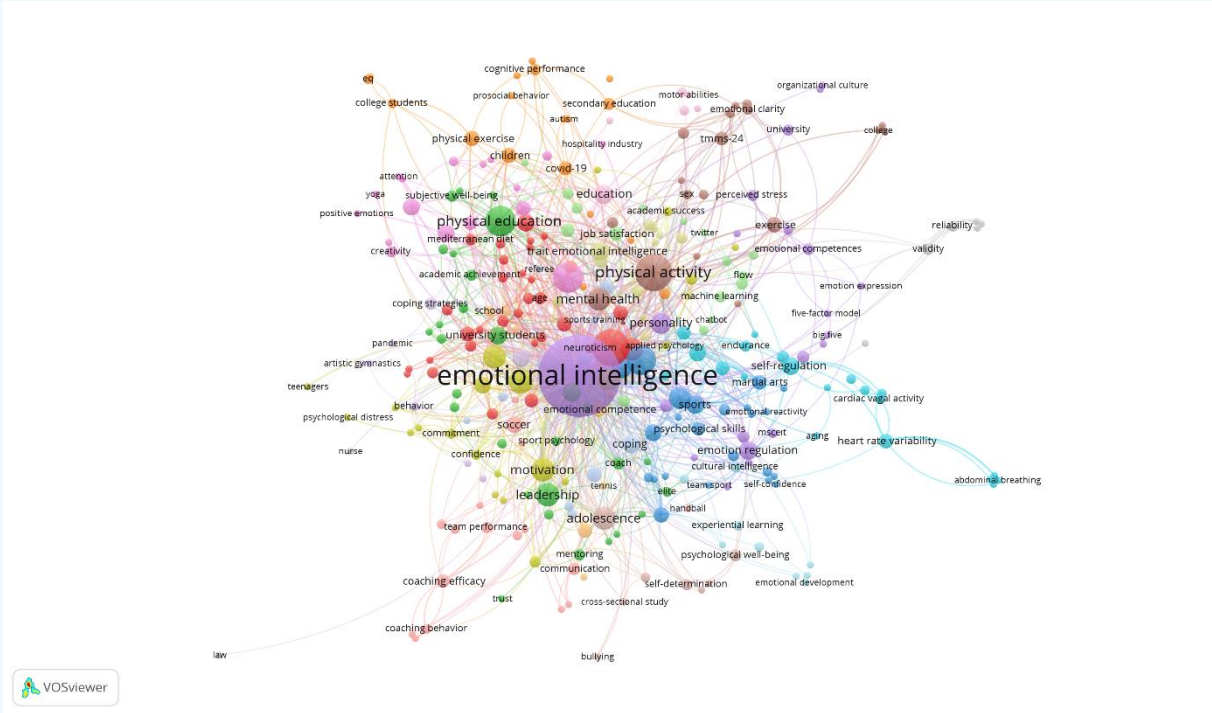 cognitive performance
eq
college students
prosocial behavior
secondary education
motor abilities
emotional clarity
organizational culture
autism
physical exercise
hospitality industry
tmms-24
university
college
children
covid-19
attention
yoga
subjective well-being
education
sex
perceived stress
positive emotions
physical education
academic success
exercise
reliability
mediterranean diet
job satisfaction
twitter
creativity
trait emotional intelligence
emotional competences
validity
academic achievement
referee
physical activity
flow
emotion expression
coping strategies
age
mental health
machine learning
school
sports training
personality
chatbot
five-factor model
pandemic
university students
neuroticism
applied psychology
endurance
big five
artistic gymnastics
self-regulation
teenagers
emotional intelligence
martial arts
cardiac vagal activity
psychological distress
behavior
emotional competence
sports
emotional reactivity
commitment
soccer
psychological skills
msceit
aging
nurse
confidence
sport psychology
coping
emotion regulation
heart rate variability
motivation
coach
cultural intelligence
abdominal breathing
leadership
tennis
elite
team sport
self-confidence
team performance
adolescence
handball
experiential learning
mentoring
psychological well-being
communication
coaching efficacy
self-determination
emotional development
trust
cross-sectional study
coaching behavior
law
bullying
VOSviewer